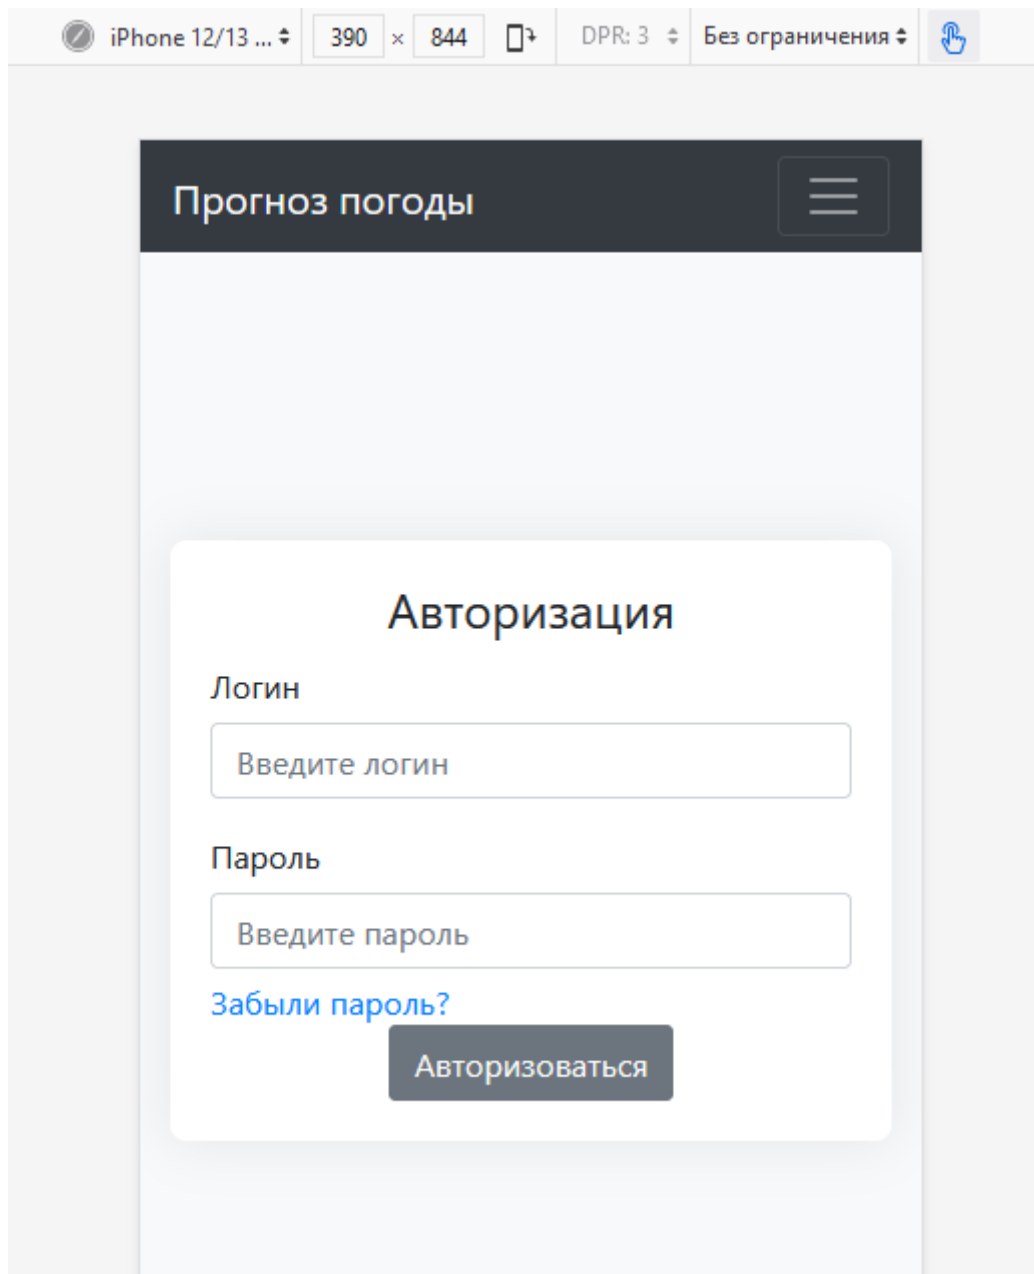 iPhone 12/13 ... 390 × 844 DPR: 3 Без ограничения
Прогноз погоды
Авторизация
Логин
Введите логин
Пароль
Введите пароль
Забыли пароль?
Авторизоваться